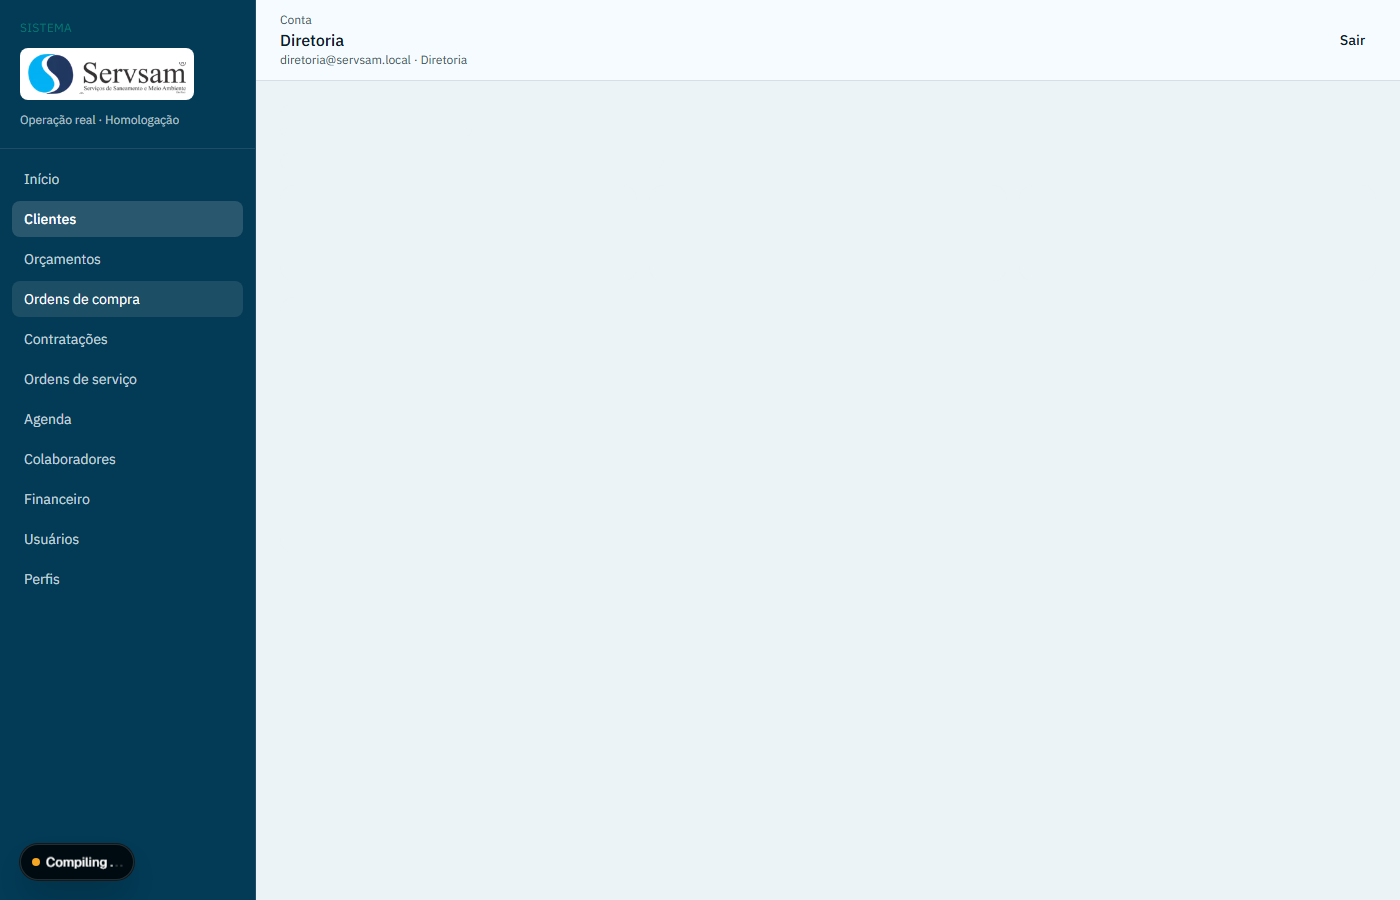 SISTEMA
Servsam
Serviços de Saneamento e Meio Ambiente
Operação real · Homologação
Início
Clientes
Orçamentos
Ordens de compra
Contratações
Ordens de serviço
Agenda
Colaboradores
Financeiro
Usuários
Perfis
Compiling ...
Conta
Diretoria
diretoria@servsam.local · Diretoria
Sair